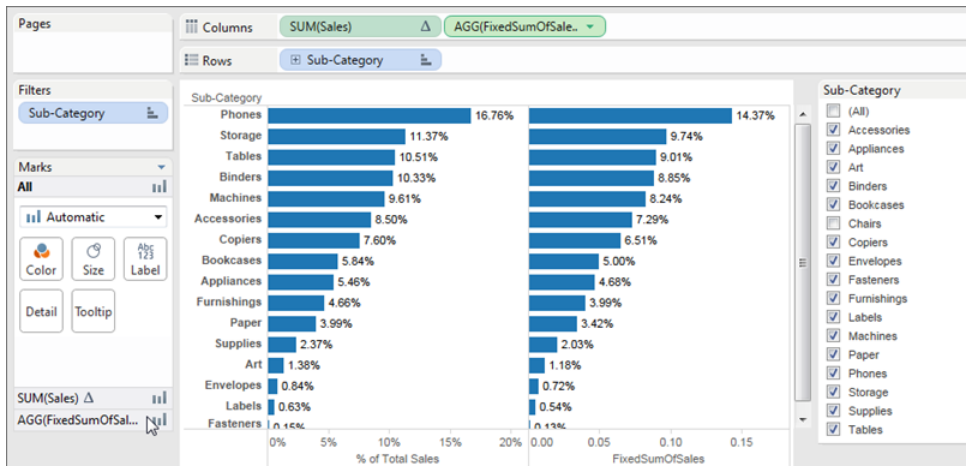 Pages
Columns SUM(Sales) Δ AGG(FixedSumOfSale..
Rows Sub-Category
Filters
Sub-Category
Marks
All
Automatic
Color Size Abc 123 Label
Detail Tooltip
SUM(Sales) Δ
AGG(FixedSumOfSal...
Sub-Category
Phones 16.76% 14.37%
Storage 11.37% 9.74%
Tables 10.51% 9.01%
Binders 10.33% 8.85%
Machines 9.61% 8.24%
Accessories 8.50% 7.29%
Copiers 7.60% 6.51%
Bookcases 5.84% 5.00%
Appliances 5.46% 4.68%
Furnishings 4.66% 3.99%
Paper 3.99% 3.42%
Supplies 2.37% 2.03%
Art 1.38% 1.18%
Envelopes 0.84% 0.72%
Labels 0.63% 0.54%
Fasteners 0.15% 0.13%
0% 5% 10% 15% 20% 0.00 0.05 0.10 0.15
% of Total Sales FixedSumOfSales
Sub-Category
(All)
Accessories
Appliances
Art
Binders
Bookcases
Chairs
Copiers
Envelopes
Fasteners
Furnishings
Labels
Machines
Paper
Phones
Storage
Supplies
Tables